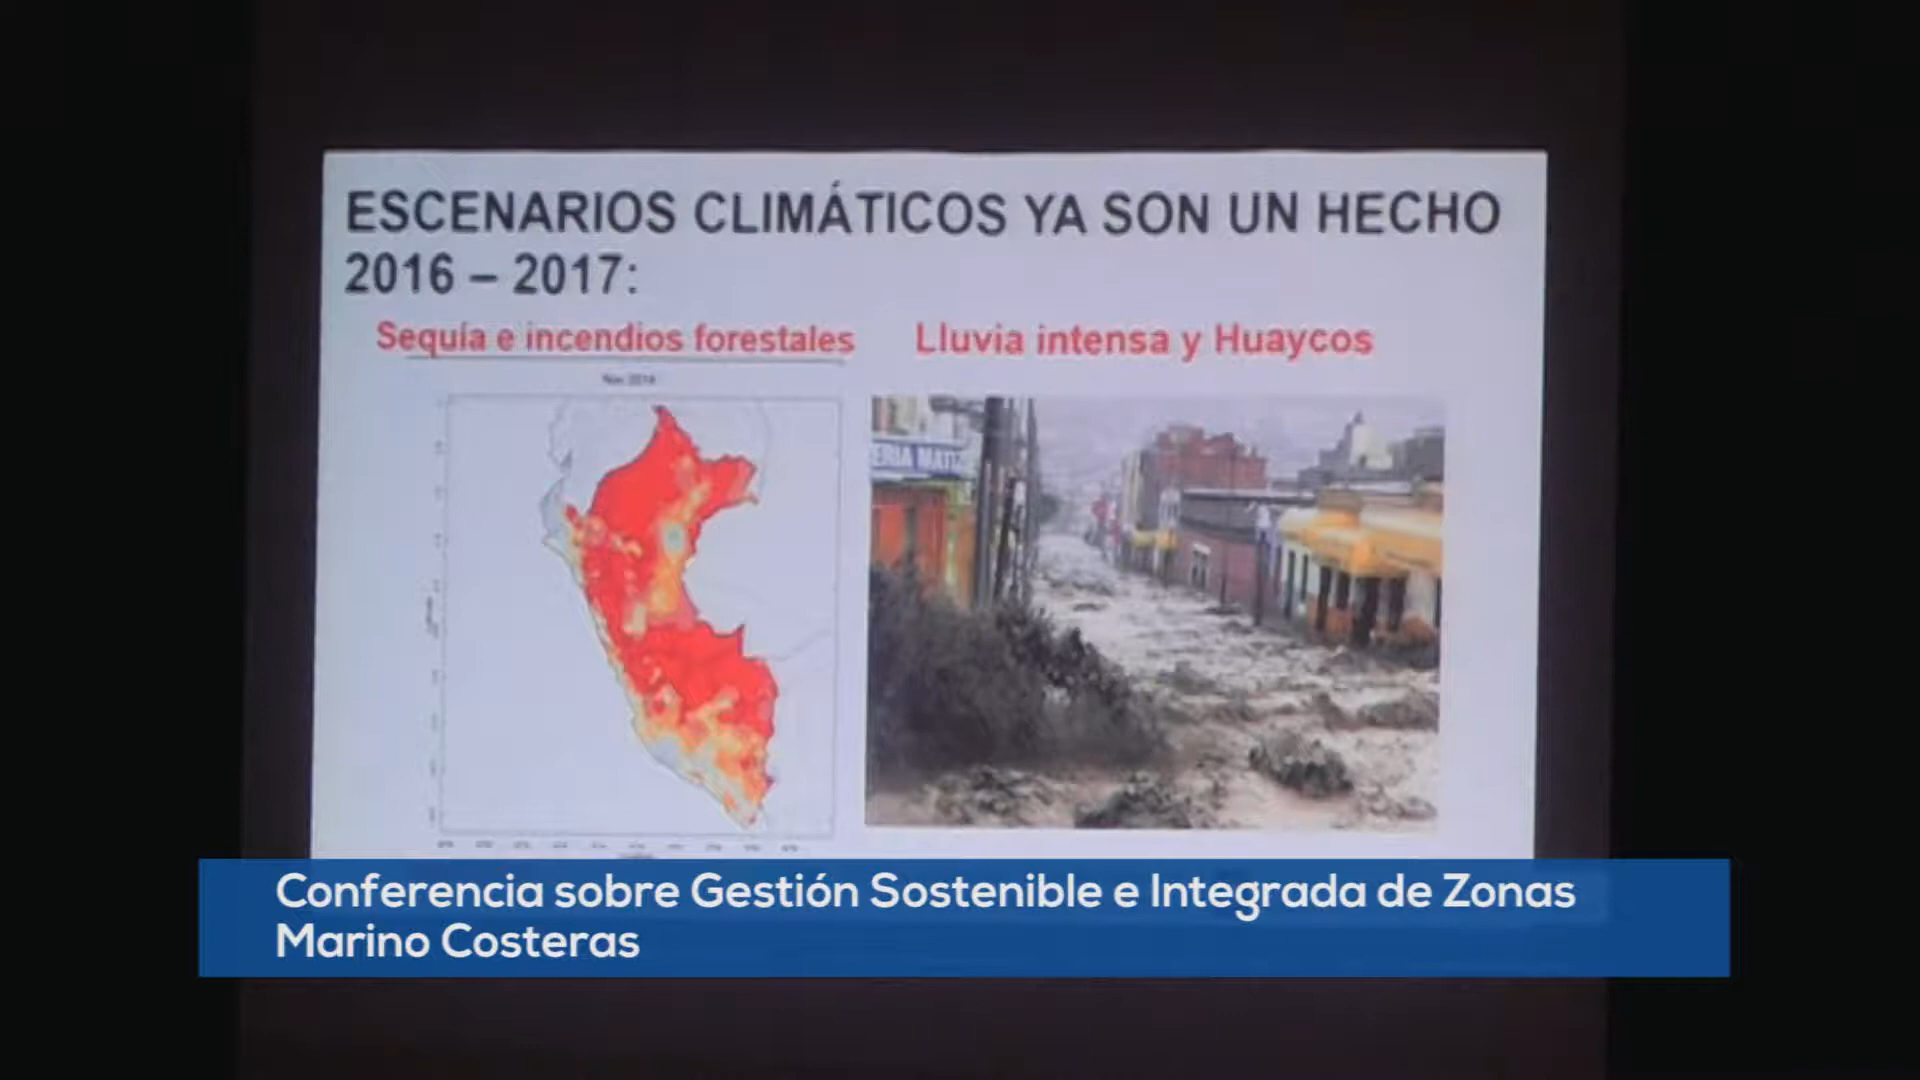 ESCENARIOS CLIMÁTICOS YA SON UN HECHO
2016 – 2017:
Sequía e incendios forestales
Lluvia intensa y Huaycos
ERIA
Conferencia sobre Gestión Sostenible e Integrada de Zonas
Marino Costeras